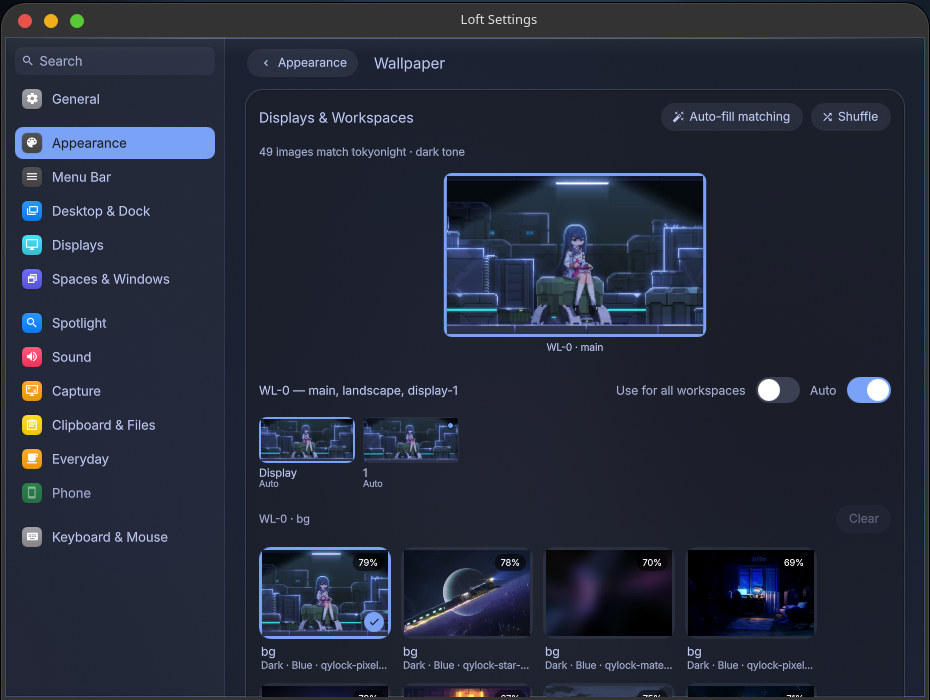 Loft Settings
Search
General
Appearance
Menu Bar
Desktop & Dock
Displays
Spaces & Windows
Spotlight
Sound
Capture
Clipboard & Files
Everyday
Phone
Keyboard & Mouse
‹ Appearance
Wallpaper
Displays & Workspaces
Auto-fill matching
Shuffle
49 images match tokyonight · dark tone
WL-0 · main
WL-0 — main, landscape, display-1
Use for all workspaces
Auto
Display
Auto
1
Auto
WL-0 · bg
Clear
79%
78%
70%
69%
bg
Dark · Blue · qylock-pixel...
bg
Dark · Blue · qylock-star-...
bg
Dark · Blue · qylock-mate...
bg
Dark · Blue · qylock-pixel...